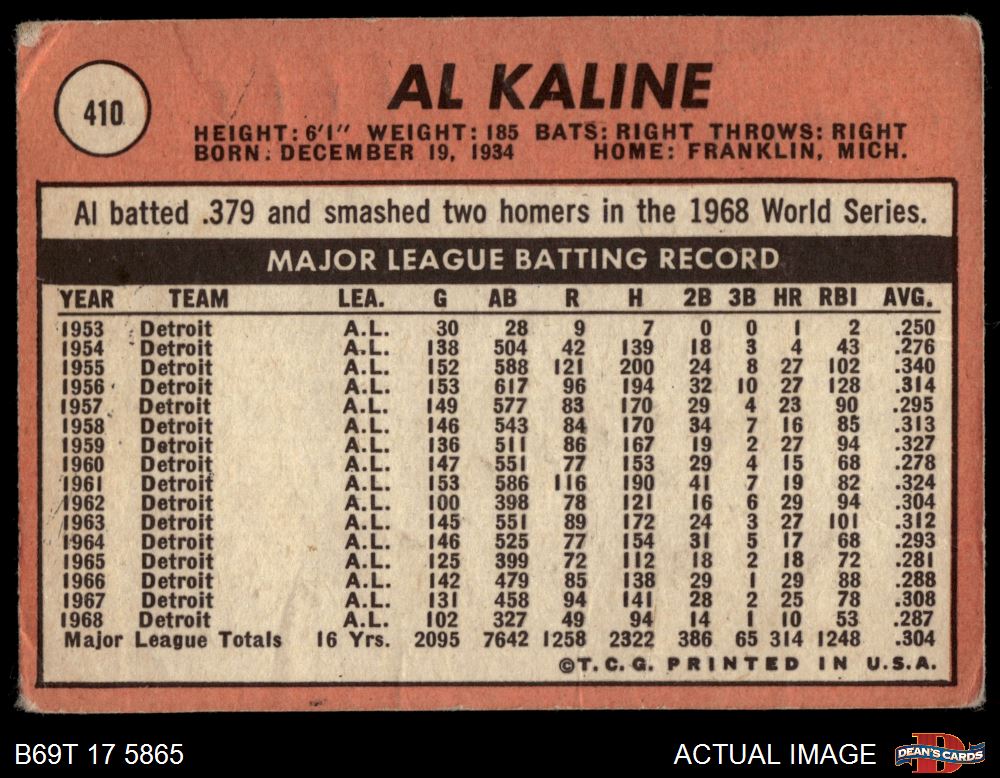 410
AL KALINE
HEIGHT: 6'1" WEIGHT: 185 BATS: RIGHT THROWS: RIGHT
BORN: DECEMBER 19, 1934 HOME: FRANKLIN, MICH.
Al batted .379 and smashed two homers in the 1968 World Series.
MAJOR LEAGUE BATTING RECORD
YEAR TEAM LEA. G AB R H 2B 3B HR RBI AVG.
1953 Detroit A.L. 30 28 9 7 0 0 1 2 .250
1954 Detroit A.L. 138 504 42 139 18 3 4 43 .276
1955 Detroit A.L. 152 588 121 200 24 8 27 102 .340
1956 Detroit A.L. 153 617 96 194 32 10 27 128 .314
1957 Detroit A.L. 149 577 83 170 29 4 23 90 .295
1958 Detroit A.L. 146 543 84 170 34 7 16 85 .313
1959 Detroit A.L. 136 511 86 167 19 2 27 94 .327
1960 Detroit A.L. 147 551 77 153 29 4 15 68 .278
1961 Detroit A.L. 153 586 116 190 41 7 19 82 .324
1962 Detroit A.L. 100 398 78 121 16 6 29 94 .304
1963 Detroit A.L. 145 551 89 172 24 3 27 101 .312
1964 Detroit A.L. 146 525 77 154 31 5 17 68 .293
1965 Detroit A.L. 125 399 72 112 18 2 18 72 .281
1966 Detroit A.L. 142 479 85 138 29 1 29 88 .288
1967 Detroit A.L. 131 458 94 141 28 2 25 78 .308
1968 Detroit A.L. 102 327 49 94 14 1 10 53 .287
Major League Totals 16 Yrs. 2095 7642 1258 2322 386 65 314 1248 .304
©T.C.G. PRINTED IN U.S.A.
B69T 17 5865 ACTUAL IMAGE DEAN'S CARDS